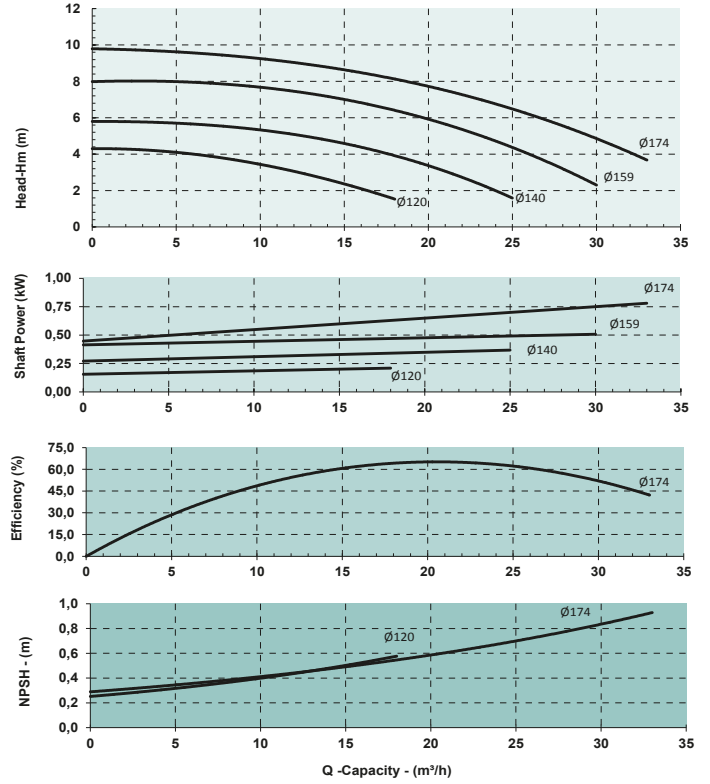 12
10
8
6
4
2
0
Head-Hm (m)
Ø174
Ø159
Ø140
Ø120
0 5 10 15 20 25 30 35
1,00
0,75
0,50
0,25
0,00
Shaft Power (kW)
Ø174
Ø159
Ø140
Ø120
0 5 10 15 20 25 30 35
75,0
60,0
45,0
30,0
15,0
0,0
Efficiency (%)
Ø174
0 5 10 15 20 25 30 35
1,0
0,8
0,6
0,4
0,2
0,0
NPSH - (m)
Ø120
Ø174
0 5 10 15 20 25 30 35
Q -Capacity - (m³/h)